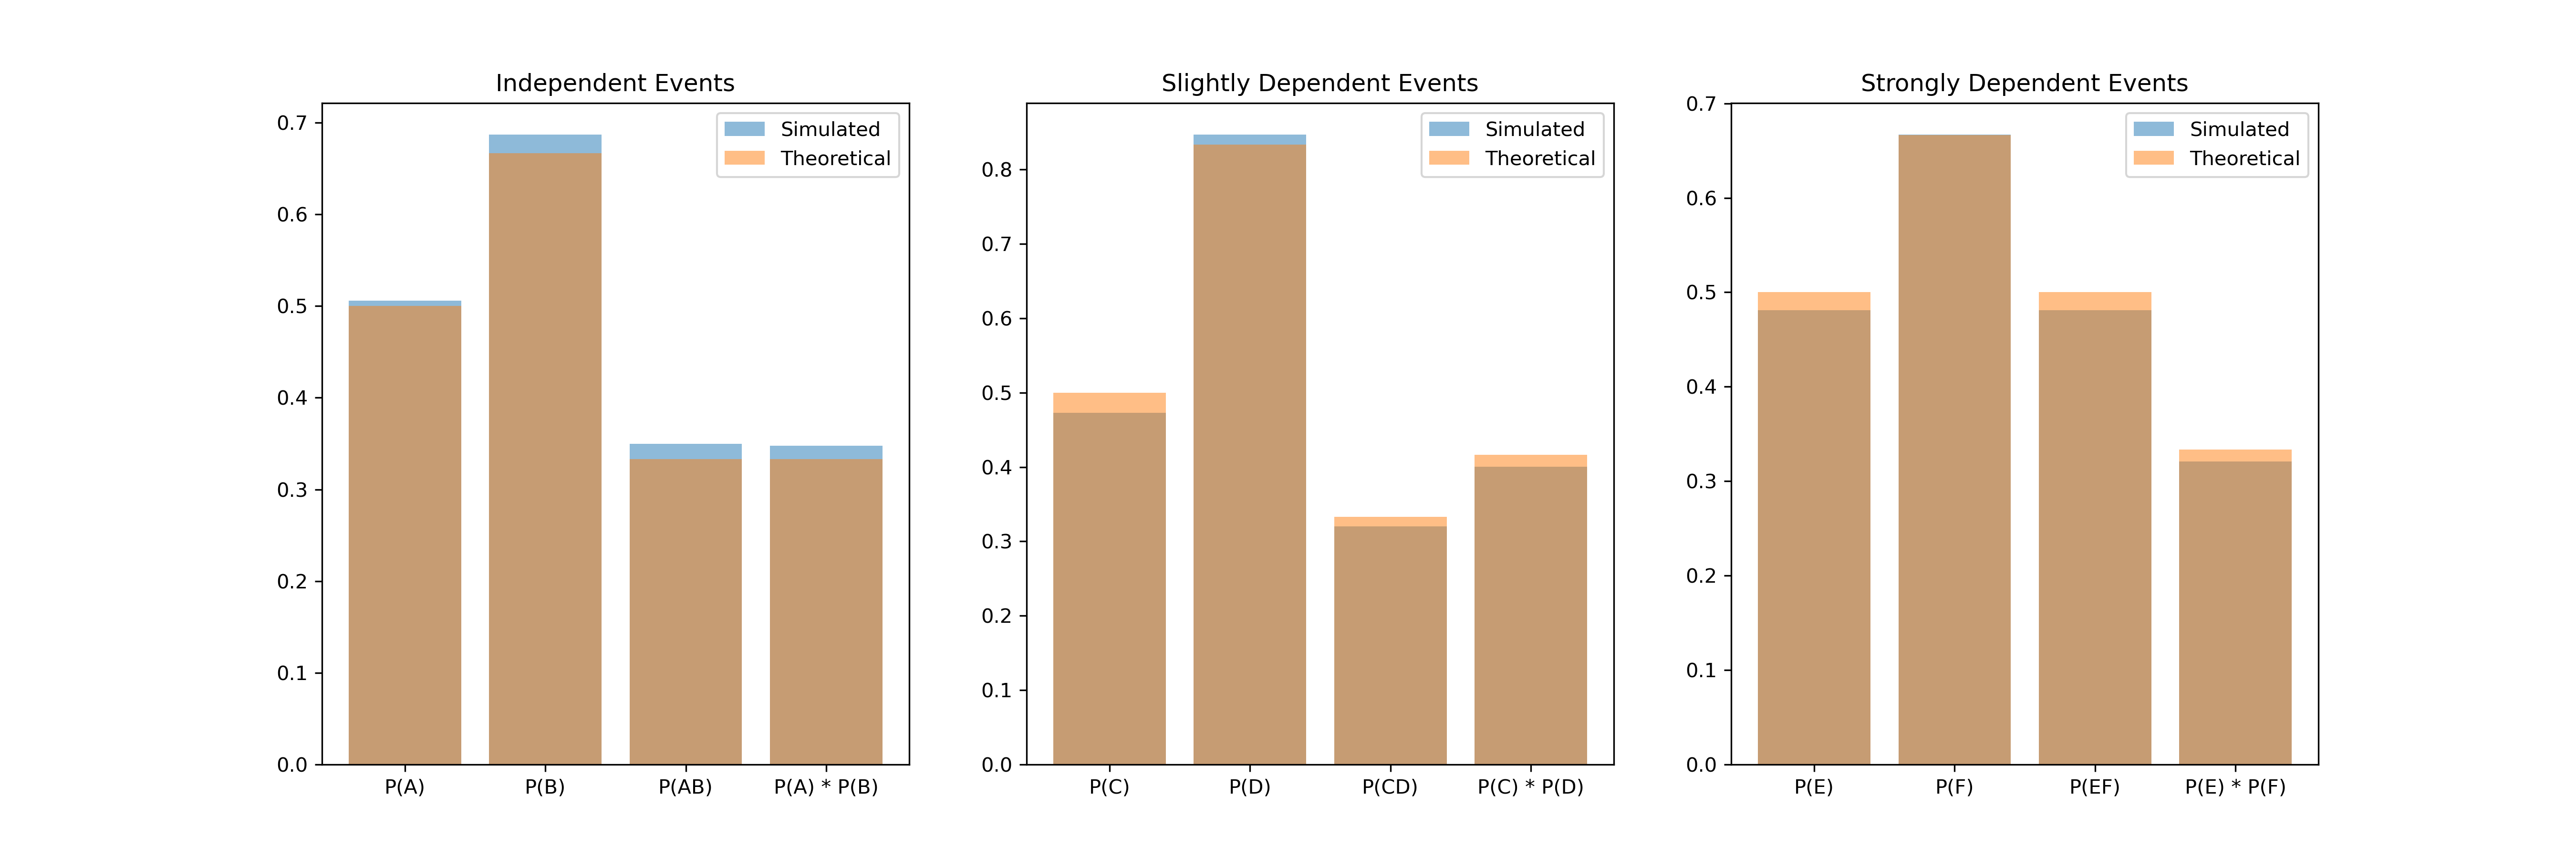 Independent Events
Simulated
Theoretical
0.7
0.6
0.5
0.4
0.3
0.2
0.1
0.0
P(A)
P(B)
P(AB)
P(A) * P(B)
Slightly Dependent Events
Simulated
Theoretical
0.8
0.7
0.6
0.5
0.4
0.3
0.2
0.1
0.0
P(C)
P(D)
P(CD)
P(C) * P(D)
Strongly Dependent Events
Simulated
Theoretical
0.7
0.6
0.5
0.4
0.3
0.2
0.1
0.0
P(E)
P(F)
P(EF)
P(E) * P(F)